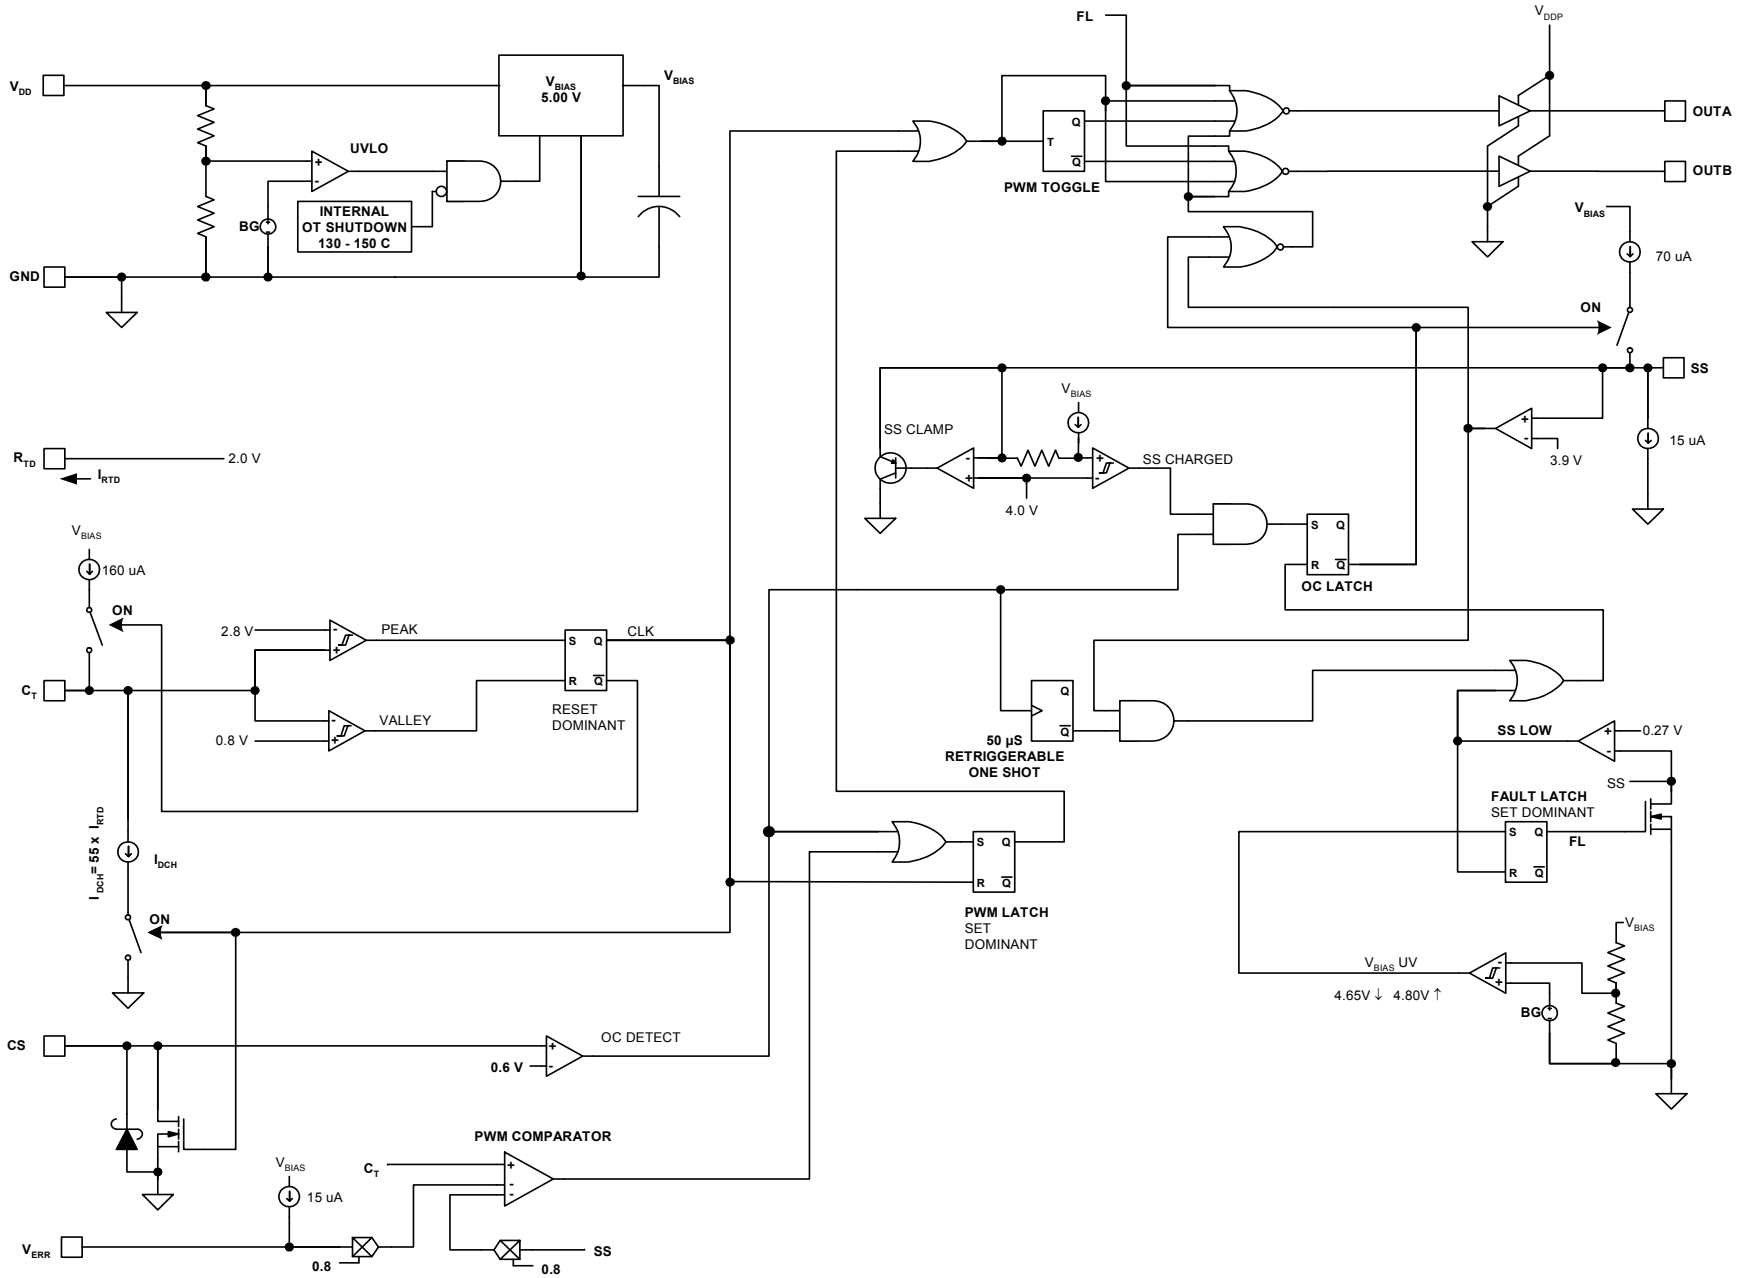 FL
V_DDP
V_DD
V_BIAS
5.00 V
V_BIAS
UVLO
+
-
BG
INTERNAL
OT SHUTDOWN
130 - 150 C
GND
T
Q
Q̅
PWM TOGGLE
OUTA
OUTB
V_BIAS
70 uA
ON
SS
15 uA
+
-
3.9 V
R_TD
2.0 V
I_RTD
SS CLAMP
V_BIAS
-
+
+
-
4.0 V
SS CHARGED
S Q
R Q̅
OC LATCH
V_BIAS
160 uA
ON
2.8 V
-
+
PEAK
C_T
0.8 V
-
+
VALLEY
S Q
R Q̅
CLK
RESET
DOMINANT
Q
Q̅
50 µS
RETRIGGERABLE
ONE SHOT
SS LOW
+
-
0.27 V
SS
FAULT LATCH
SET DOMINANT
S Q
R Q̅
FL
I_DCH = 55 x I_RTD
I_DCH
ON
S Q
R Q̅
PWM LATCH
SET
DOMINANT
V_BIAS UV
4.65V ↓ 4.80V ↑
-
+
V_BIAS
BG
CS
+
-
0.6 V
OC DETECT
PWM COMPARATOR
C_T
+
-
-
V_BIAS
15 uA
V_ERR
0.8
SS
0.8